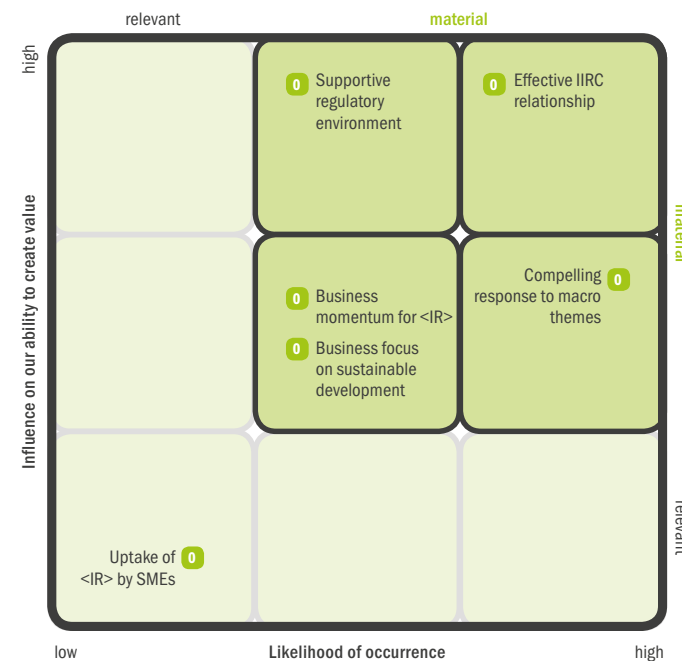 relevant
material
high
0
Supportive
regulatory
environment
0
Effective IIRC
relationship
material
Influence on our ability to create value
0
Business
momentum for <IR>
0
Business focus
on sustainable
development
Compelling
response to macro
themes
0
relevant
Uptake of
<IR> by SMEs
0
low
Likelihood of occurrence
high